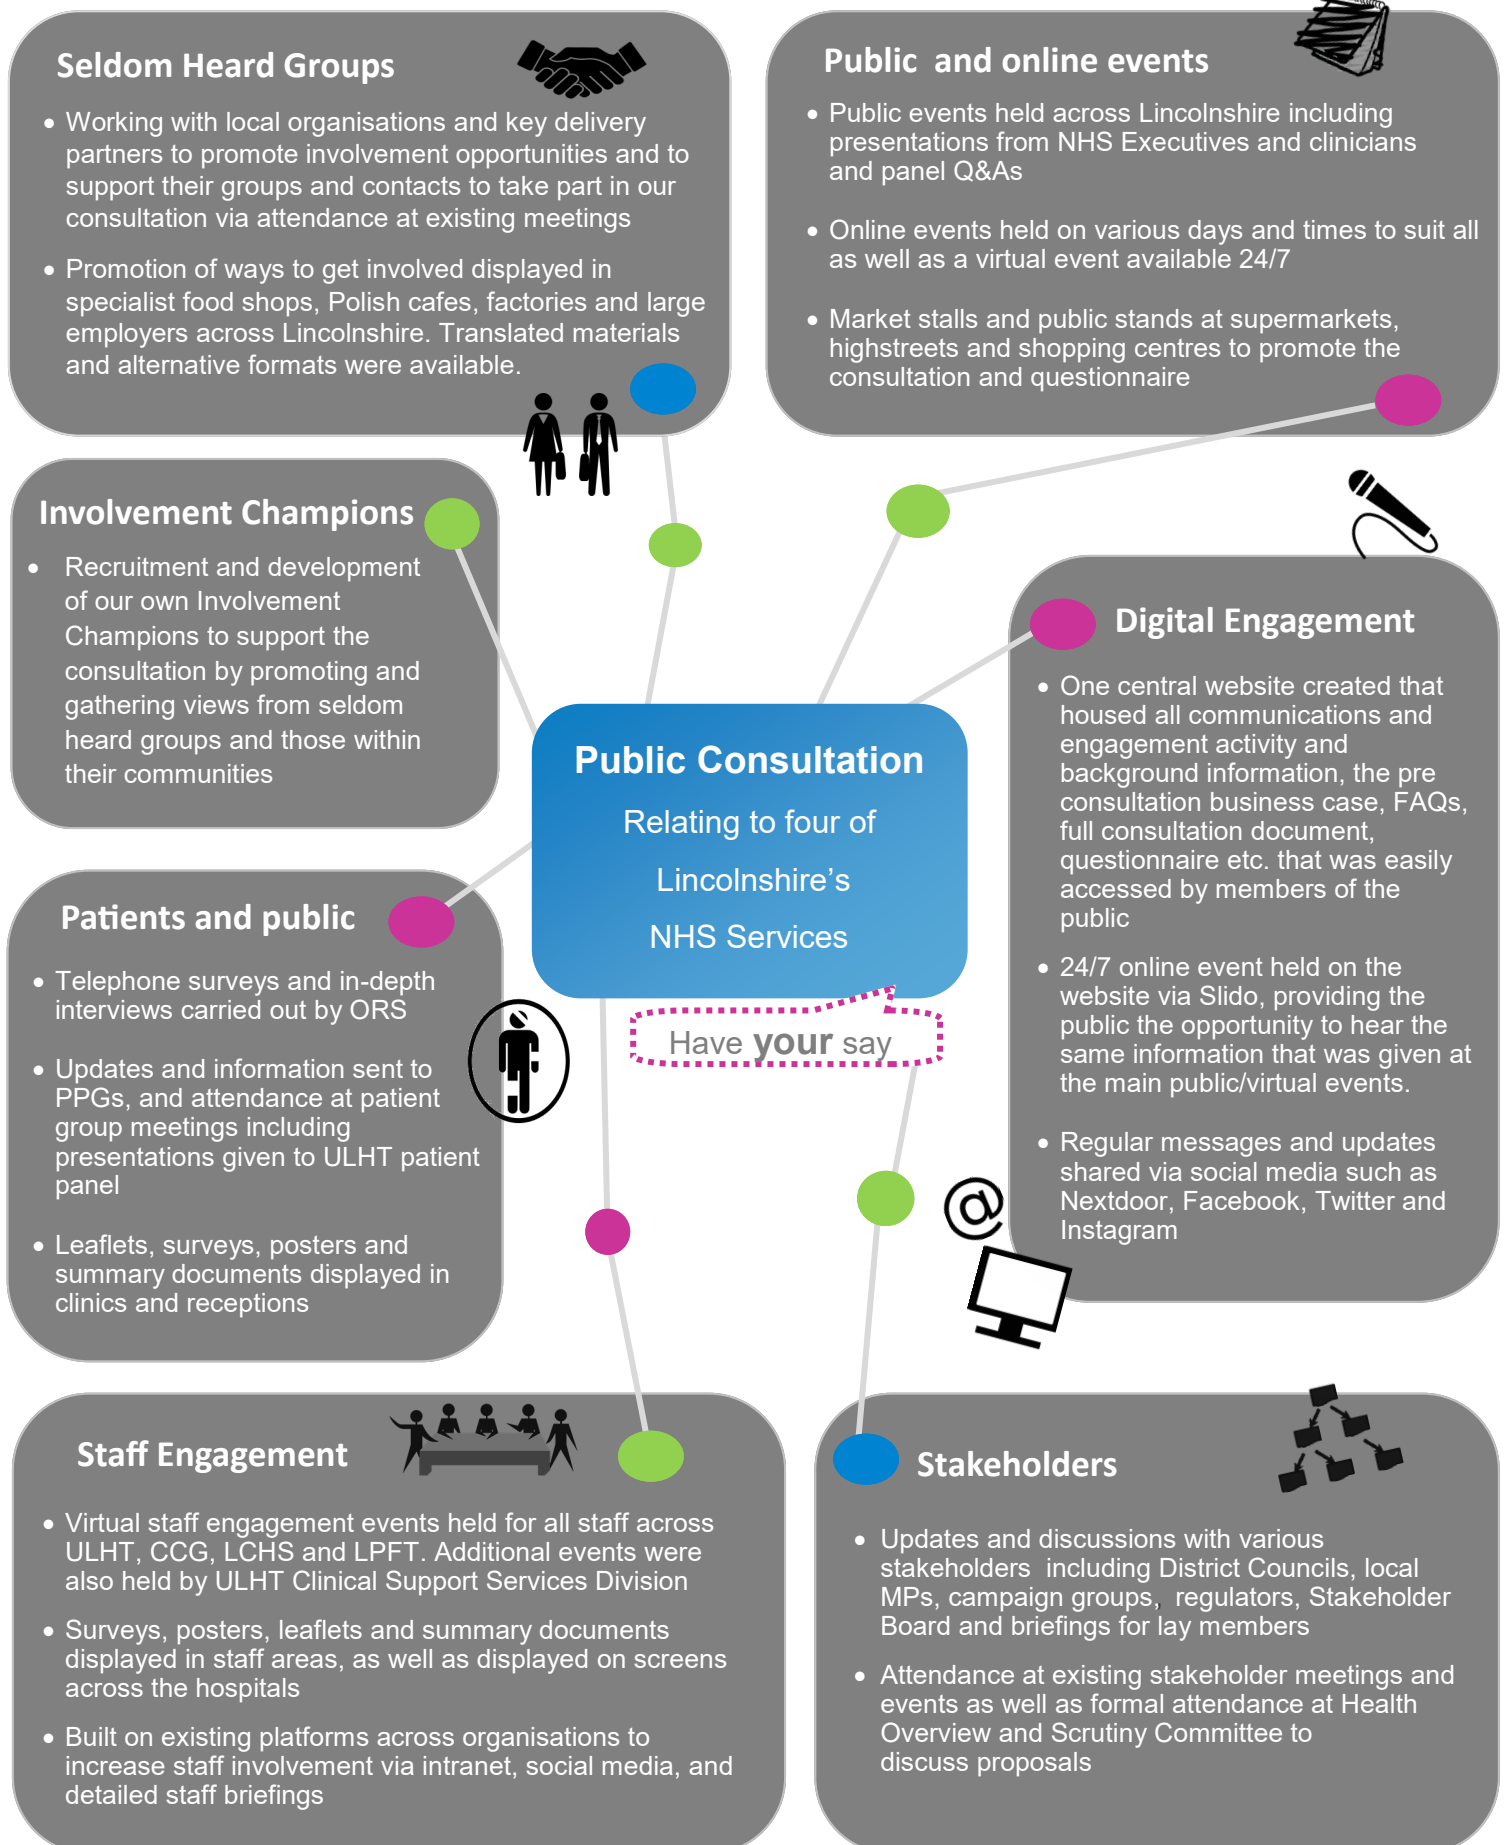 Seldom Heard Groups
• Working with local organisations and key delivery
partners to promote involvement opportunities and to
support their groups and contacts to take part in our
consultation via attendance at existing meetings
• Promotion of ways to get involved displayed in
specialist food shops, Polish cafes, factories and large
employers across Lincolnshire. Translated materials
and alternative formats were available.
Public and online events
• Public events held across Lincolnshire including
presentations from NHS Executives and clinicians
and panel Q&As
• Online events held on various days and times to suit all
as well as a virtual event available 24/7
• Market stalls and public stands at supermarkets,
highstreets and shopping centres to promote the
consultation and questionnaire
Involvement Champions
• Recruitment and development
of our own Involvement
Champions to support the
consultation by promoting and
gathering views from seldom
heard groups and those within
their communities
Digital Engagement
• One central website created that
housed all communications and
engagement activity and
background information, the pre
consultation business case, FAQs,
full consultation document,
questionnaire etc. that was easily
accessed by members of the
public
• 24/7 online event held on the
website via Slido, providing the
public the opportunity to hear the
same information that was given at
the main public/virtual events.
• Regular messages and updates
shared via social media such as
Nextdoor, Facebook, Twitter and
Instagram
Public Consultation
Relating to four of
Lincolnshire’s
NHS Services
Have your say
Patients and public
• Telephone surveys and in-depth
interviews carried out by ORS
• Updates and information sent to
PPGs, and attendance at patient
group meetings including
presentations given to ULHT patient
panel
• Leaflets, surveys, posters and
summary documents displayed in
clinics and receptions
@
Staff Engagement
• Virtual staff engagement events held for all staff across
ULHT, CCG, LCHS and LPFT. Additional events were
also held by ULHT Clinical Support Services Division
• Surveys, posters, leaflets and summary documents
displayed in staff areas, as well as displayed on screens
across the hospitals
• Built on existing platforms across organisations to
increase staff involvement via intranet, social media, and
detailed staff briefings
Stakeholders
• Updates and discussions with various
stakeholders including District Councils, local
MPs, campaign groups, regulators, Stakeholder
Board and briefings for lay members
• Attendance at existing stakeholder meetings and
events as well as formal attendance at Health
Overview and Scrutiny Committee to
discuss proposals